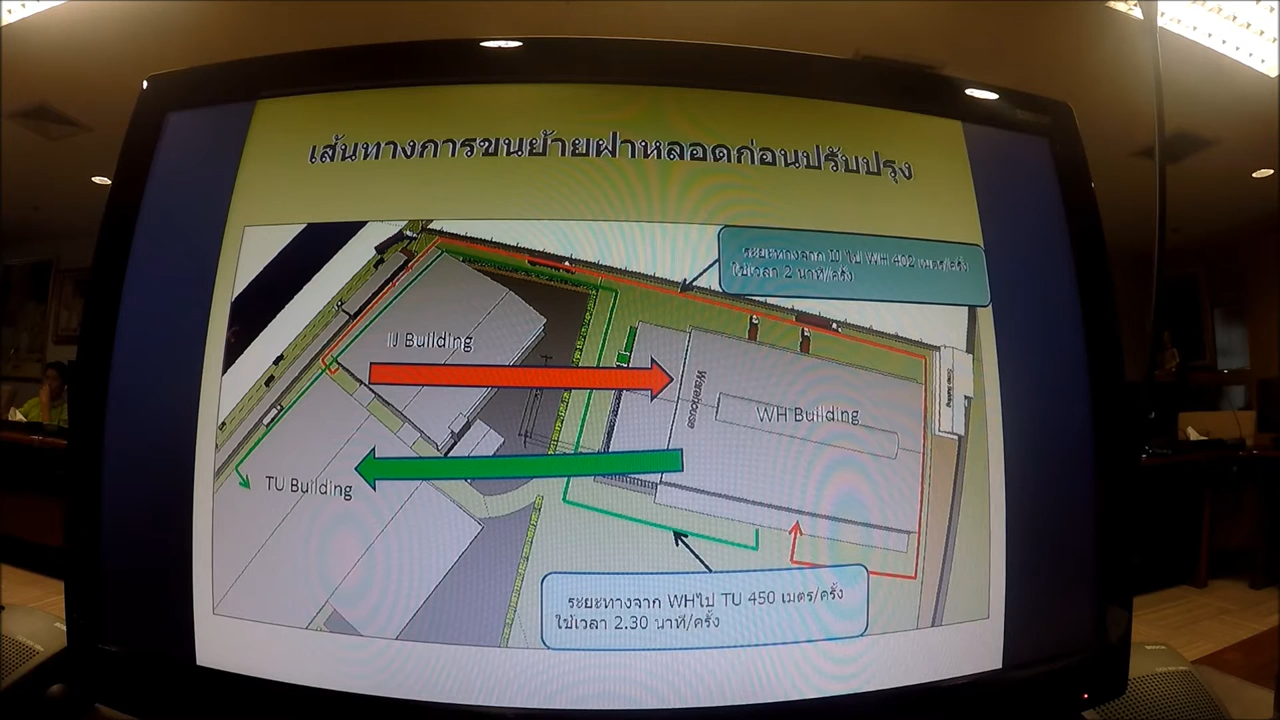 เส้นทางการขนย้ายฝาหลอดก่อนปรับปรุง
ระยะทางจาก IJ ไป WH 402 เมตร/ครั้ง
ใช้เวลา 2 นาที/ครั้ง
IJ Building
Warehouse
WH Building
TU Building
ระยะทางจาก WHไป TU 450 เมตร/ครั้ง
ใช้เวลา 2.30 นาที/ครั้ง